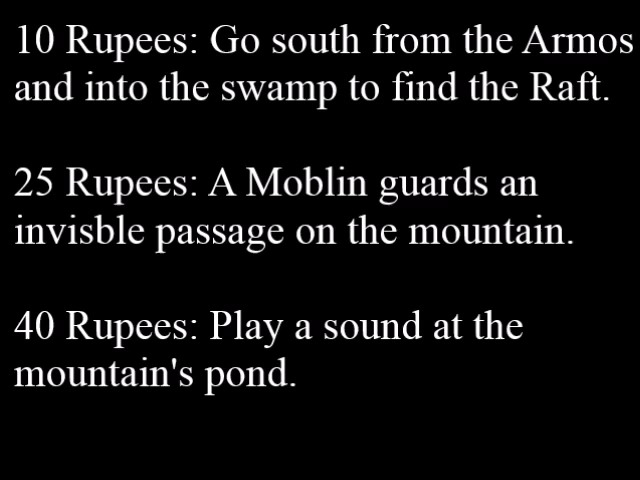 10 Rupees: Go south from the Armos
and into the swamp to find the Raft.
25 Rupees: A Moblin guards an
invisble passage on the mountain.
40 Rupees: Play a sound at the
mountain's pond.